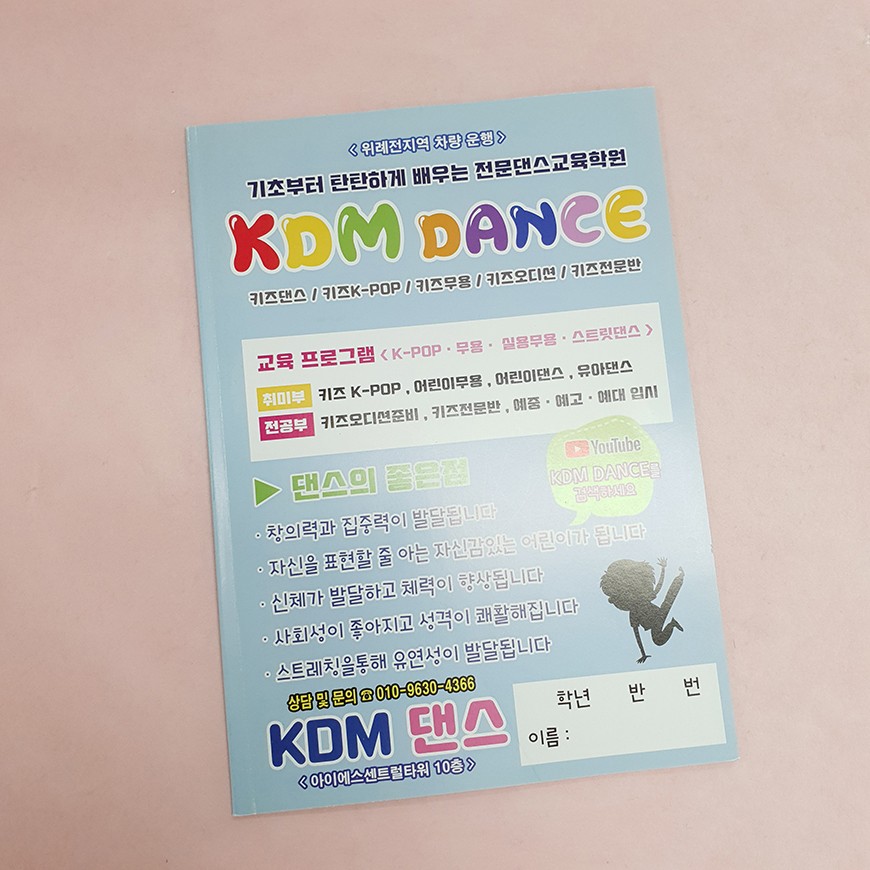 < 위례전지역 차량 운행 >
기초부터 탄탄하게 배우는 전문댄스교육학원
KDM DANCE
키즈댄스 / 키즈K-POP / 키즈무용 / 키즈오디션 / 키즈전문반
교육 프로그램 < K-POP · 무용 · 실용무용 · 스트릿댄스 >
취미부 키즈 K-POP , 어린이무용 , 어린이댄스 , 유아댄스
전공부 키즈오디션준비 , 키즈전문반 , 예중 · 예고 · 예대 입시
YouTube
KDM DANCE를
검색하세요
댄스의 좋은점
· 창의력과 집중력이 발달됩니다
· 자신을 표현할 줄 아는 자신감있는 어린이가 됩니다
· 신체가 발달하고 체력이 향상됩니다
· 사회성이 좋아지고 성격이 쾌활해집니다
· 스트레칭을통해 유연성이 발달됩니다
상담 및 문의 ☎ 010-9630-4366
KDM 댄스
< 아이에스센트럴타워 10층 >
학년 반 번
이름 :